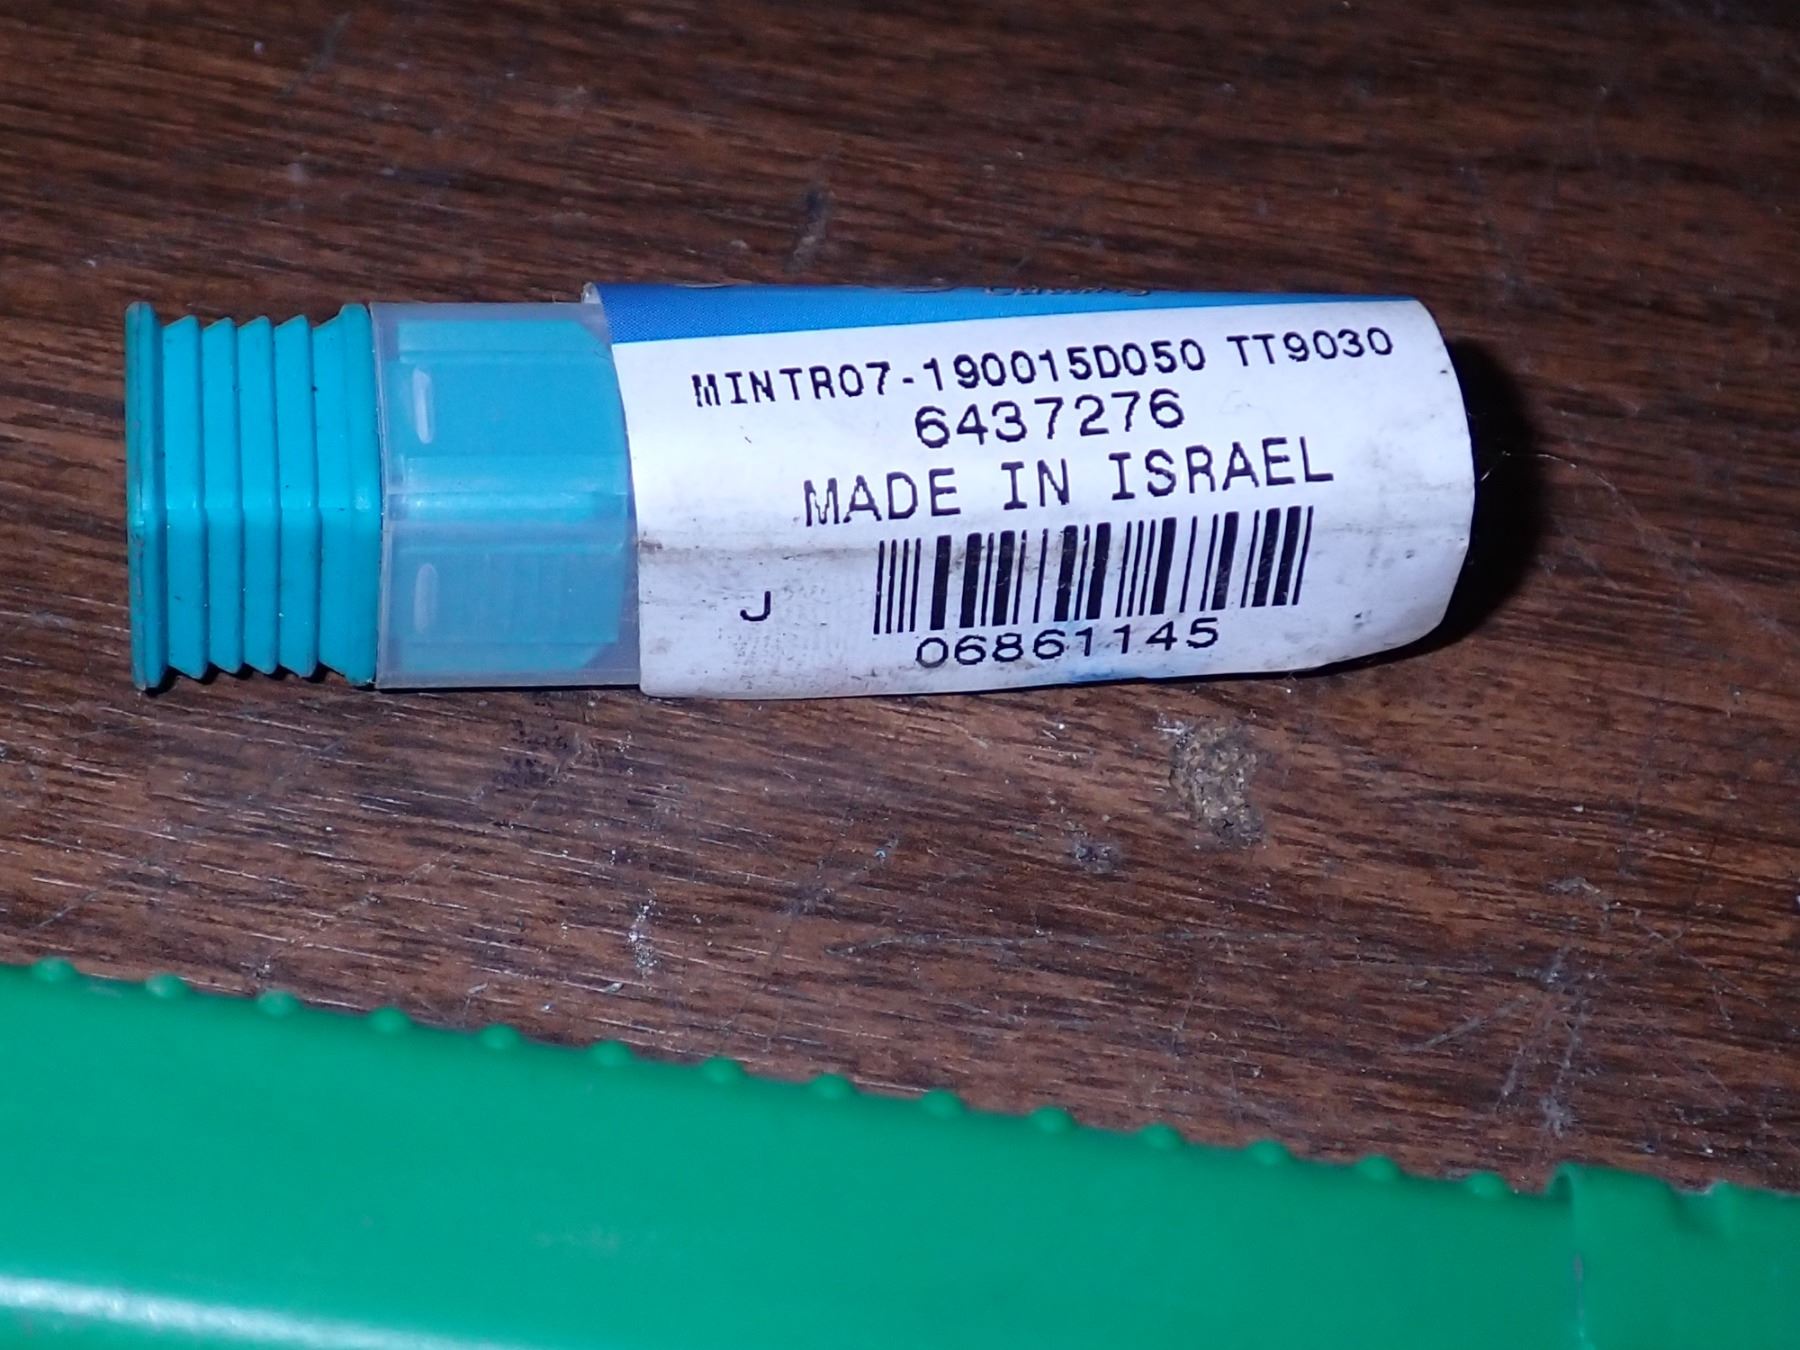 MINTR07-190015D050 TT9030
6437276
MADE IN ISRAEL
J
06861145